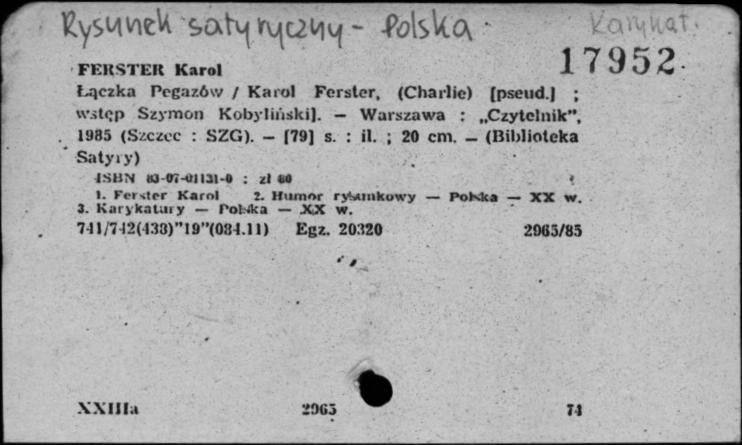 Rysunek satyryczny - Polska
Karykat.
17952
FERSTER Karol
Łączka Pegazów / Karol Ferster, (Charlie) [pseud.] ;
wstęp Szymon Kobyliński]. — Warszawa : „Czytelnik”,
1985 (Szczec : SZG). — [79] s. : il. ; 20 cm. — (Biblioteka
Satyry)
ISBN 83-07-01131-0 : zł 80
1. Ferster Karol 2. Humor rysunkowy — Polska — XX w.
3. Karykatury — Polska — XX w.
741/742(438)”19”(084.11) Egz. 20320 2965/85
XXIIIa 2965 74